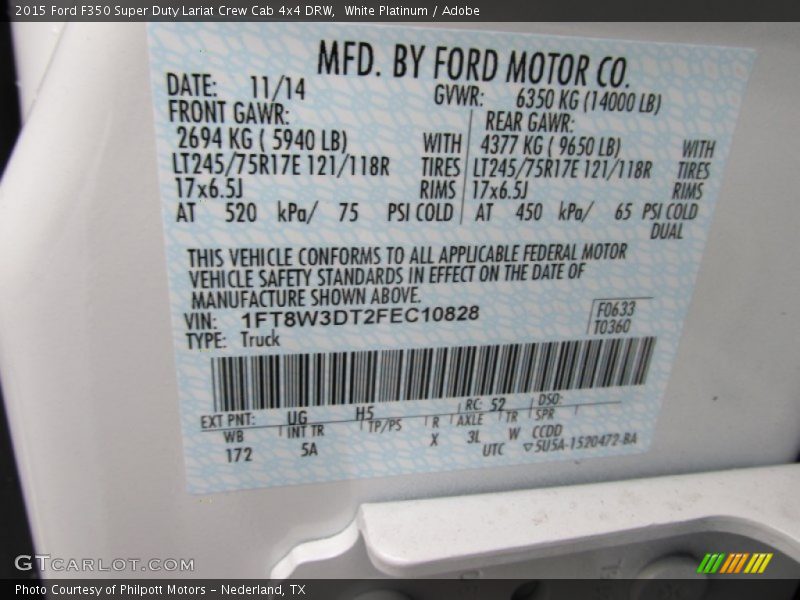 2015 Ford F350 Super Duty Lariat Crew Cab 4x4 DRW, White Platinum / Adobe
MFD. BY FORD MOTOR CO.
DATE: 11/14 GVWR: 6350 KG (14000 LB)
FRONT GAWR: REAR GAWR:
2694 KG ( 5940 LB) WITH 4377 KG ( 9650 LB) WITH
LT245/75R17E 121/118R TIRES LT245/75R17E 121/118R TIRES
17x6.5J RIMS 17x6.5J RIMS
AT 520 kPa/ 75 PSI COLD AT 450 kPa/ 65 PSI COLD
DUAL
THIS VEHICLE CONFORMS TO ALL APPLICABLE FEDERAL MOTOR
VEHICLE SAFETY STANDARDS IN EFFECT ON THE DATE OF
MANUFACTURE SHOWN ABOVE.
VIN: 1FT8W3DT2FEC10828 F0633
TYPE: Truck T0360
EXT PNT: UG H5 RC: 52 DSO:
WB INT TR TP/PS R AXLE TR SPR
172 5A X 3L W CCDD
UTC ▽5U5A-1520472-BA
GTCARLOT.COM
Photo Courtesy of Philpott Motors - Nederland, TX